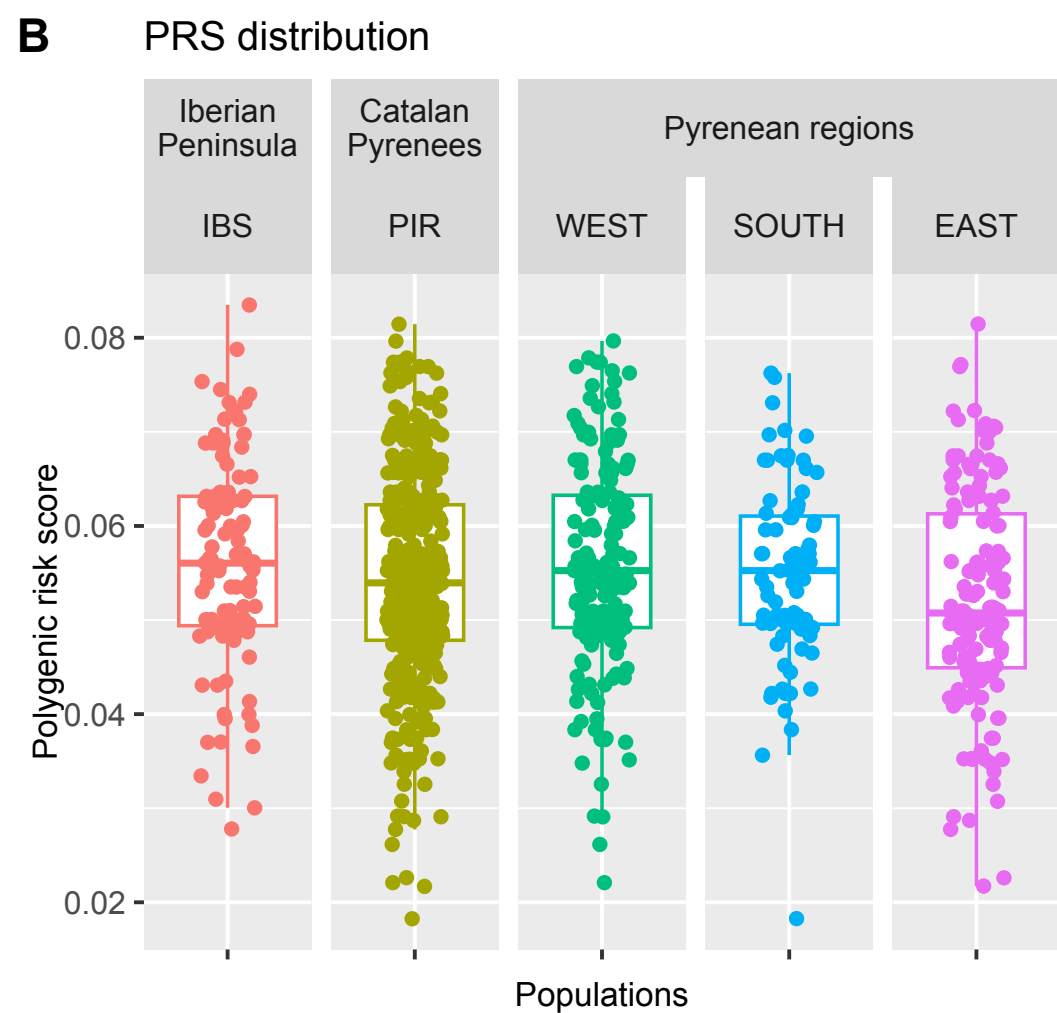 B PRS distribution
Iberian
Peninsula
Catalan
Pyrenees
Pyrenean regions
IBS
PIR
WEST
SOUTH
EAST
Polygenic risk score
0.08
0.06
0.04
0.02
Populations